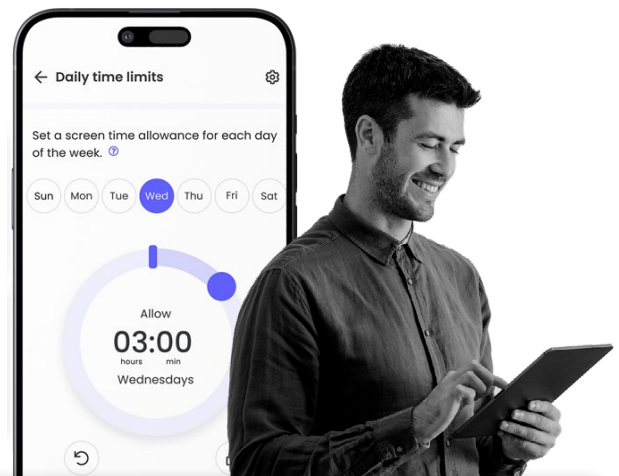 Daily time limits
Set a screen time allowance for each day
of the week.
Sun Mon Tue Wed Thu Fri Sat
Allow
03:00
hours min
Wednesdays